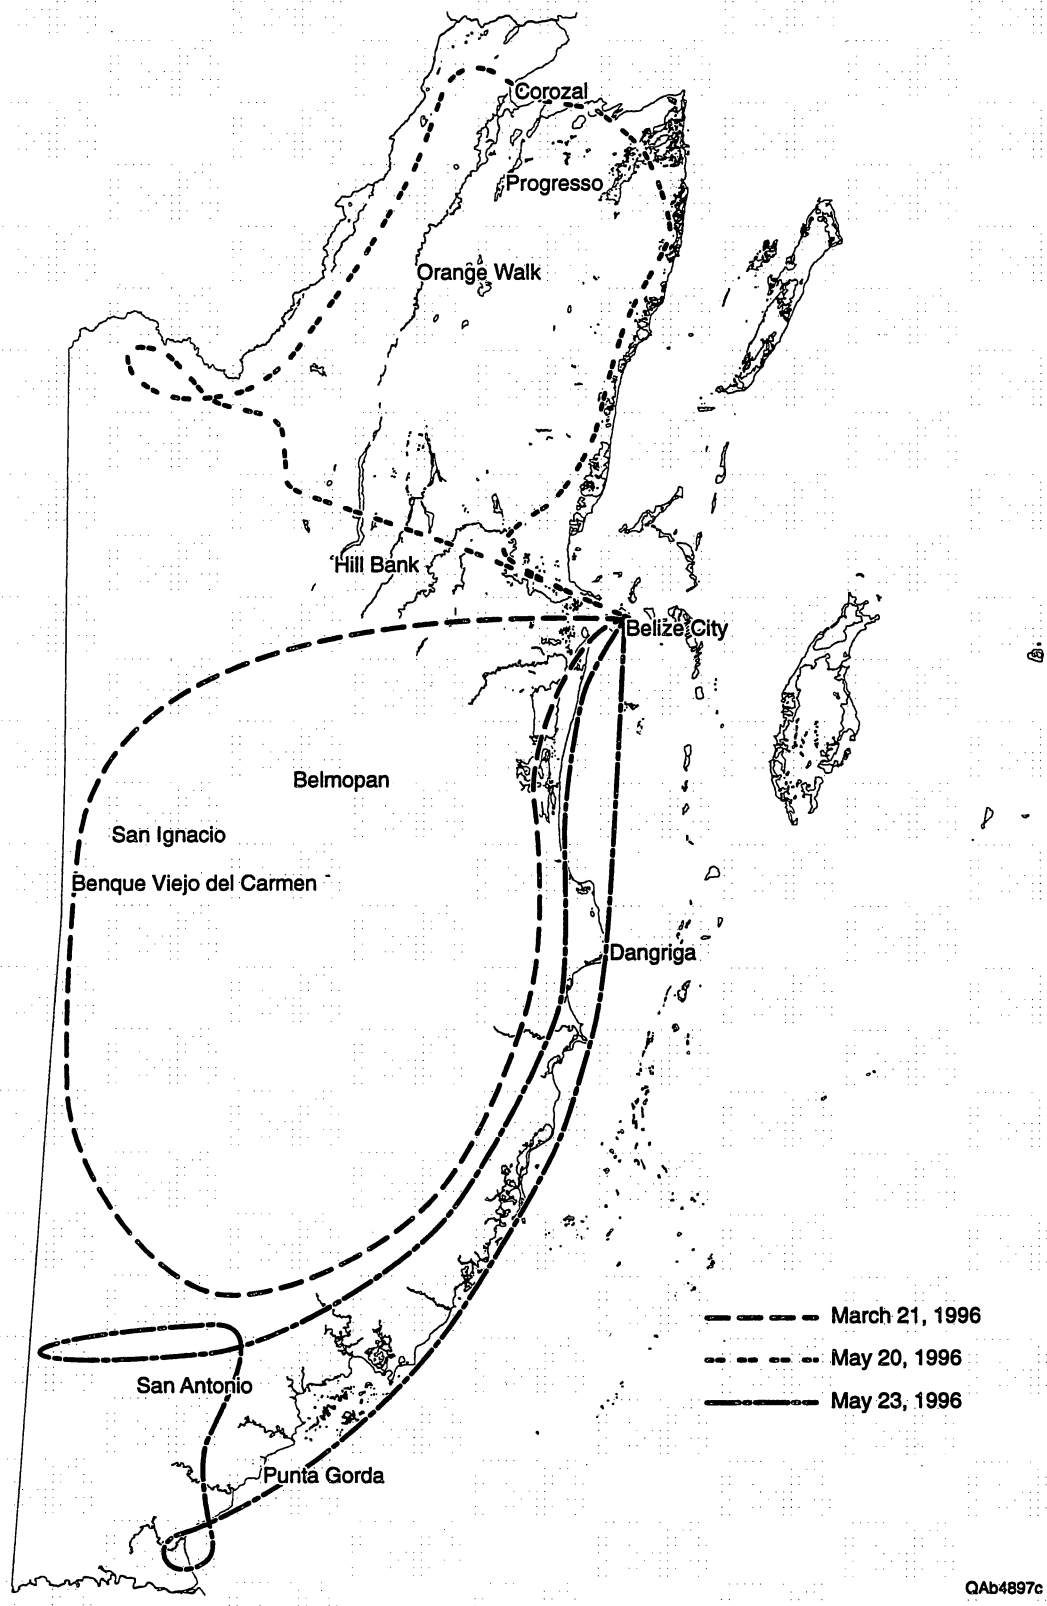 Corozal
Progresso
Orange Walk
Hill Bank
Belize City
Belmopan
San Ignacio
Benque Viejo del Carmen
Dangriga
March 21, 1996
May 20, 1996
San Antonio
May 23, 1996
Punta Gorda
QAb4897c